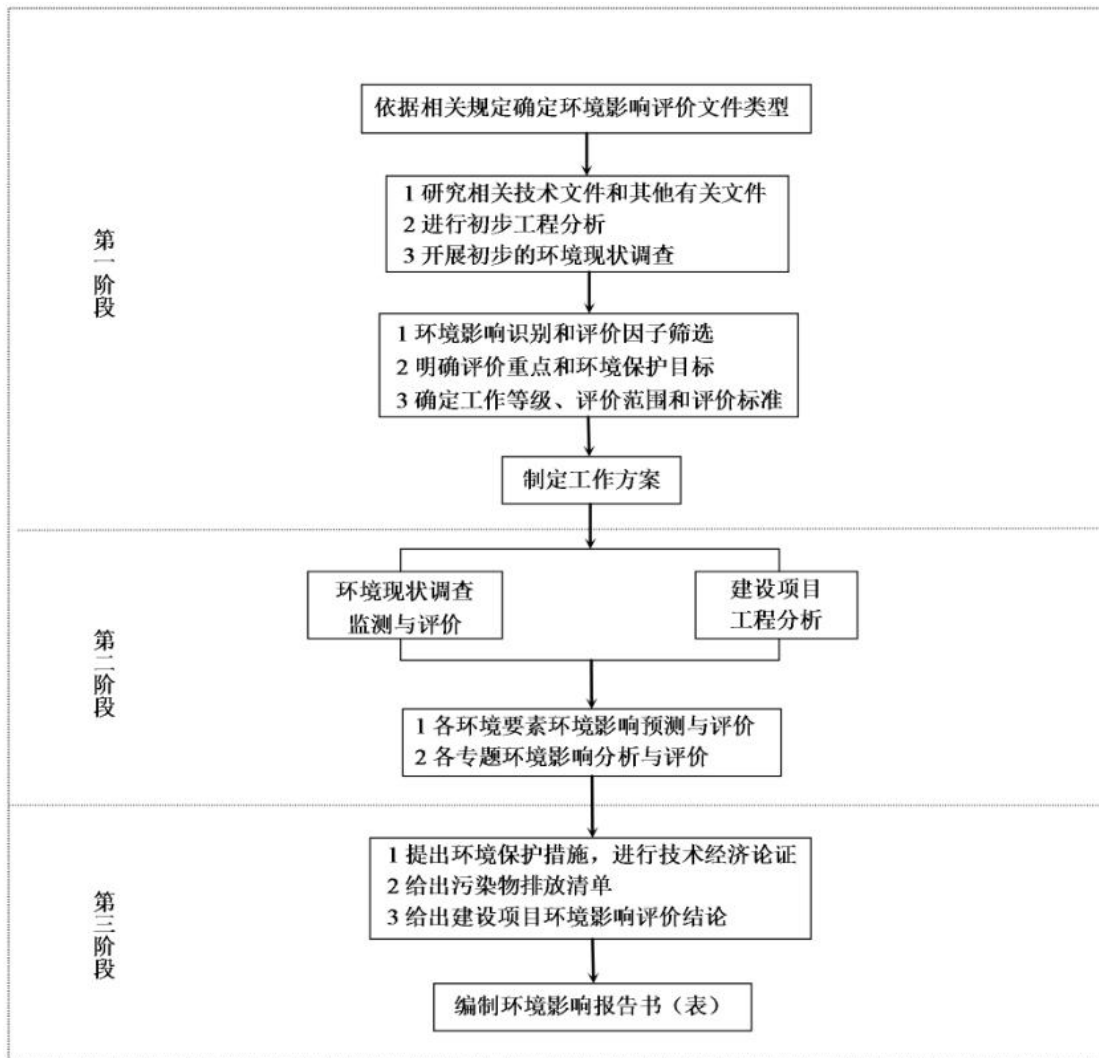 依据相关规定确定环境影响评价文件类型
1 研究相关技术文件和其他有关文件
2 进行初步工程分析
3 开展初步的环境现状调查
第一阶段
1 环境影响识别和评价因子筛选
2 明确评价重点和环境保护目标
3 确定工作等级、评价范围和评价标准
制定工作方案
环境现状调查
监测与评价
建设项目
工程分析
第二阶段
1 各环境要素环境影响预测与评价
2 各专题环境影响分析与评价
1 提出环境保护措施，进行技术经济论证
2 给出污染物排放清单
3 给出建设项目环境影响评价结论
第三阶段
编制环境影响报告书（表）